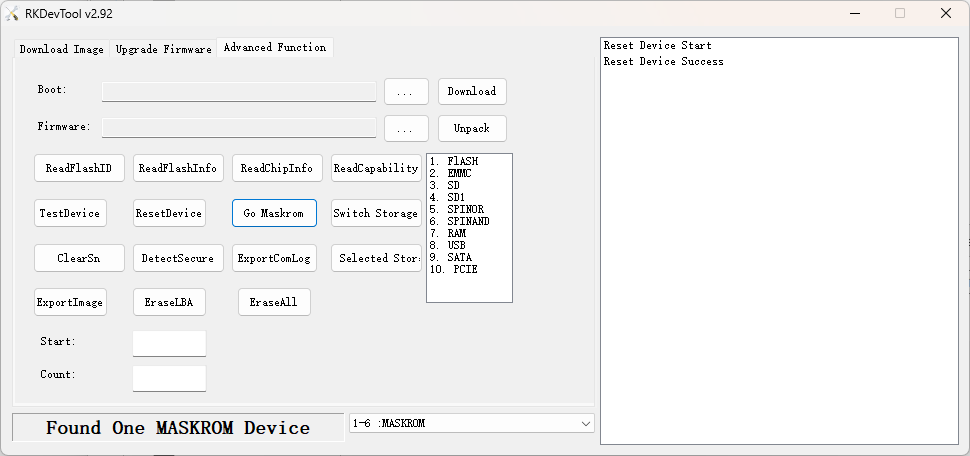 RKDevTool v2.92
Download Image Upgrade Firmware Advanced Function
Boot: ... Download
Firmware: ... Unpack
ReadFlashID ReadFlashInfo ReadChipInfo ReadCapability
TestDevice ResetDevice Go Maskrom Switch Storage
ClearSn DetectSecure ExportComLog Selected Stor
ExportImage EraseLBA EraseAll
1. FlASH
2. EMMC
3. SD
4. SD1
5. SPINOR
6. SPINAND
7. RAM
8. USB
9. SATA
10. PCIE
Start:
Count:
Found One MASKROM Device
1-6 :MASKROM
Reset Device Start
Reset Device Success